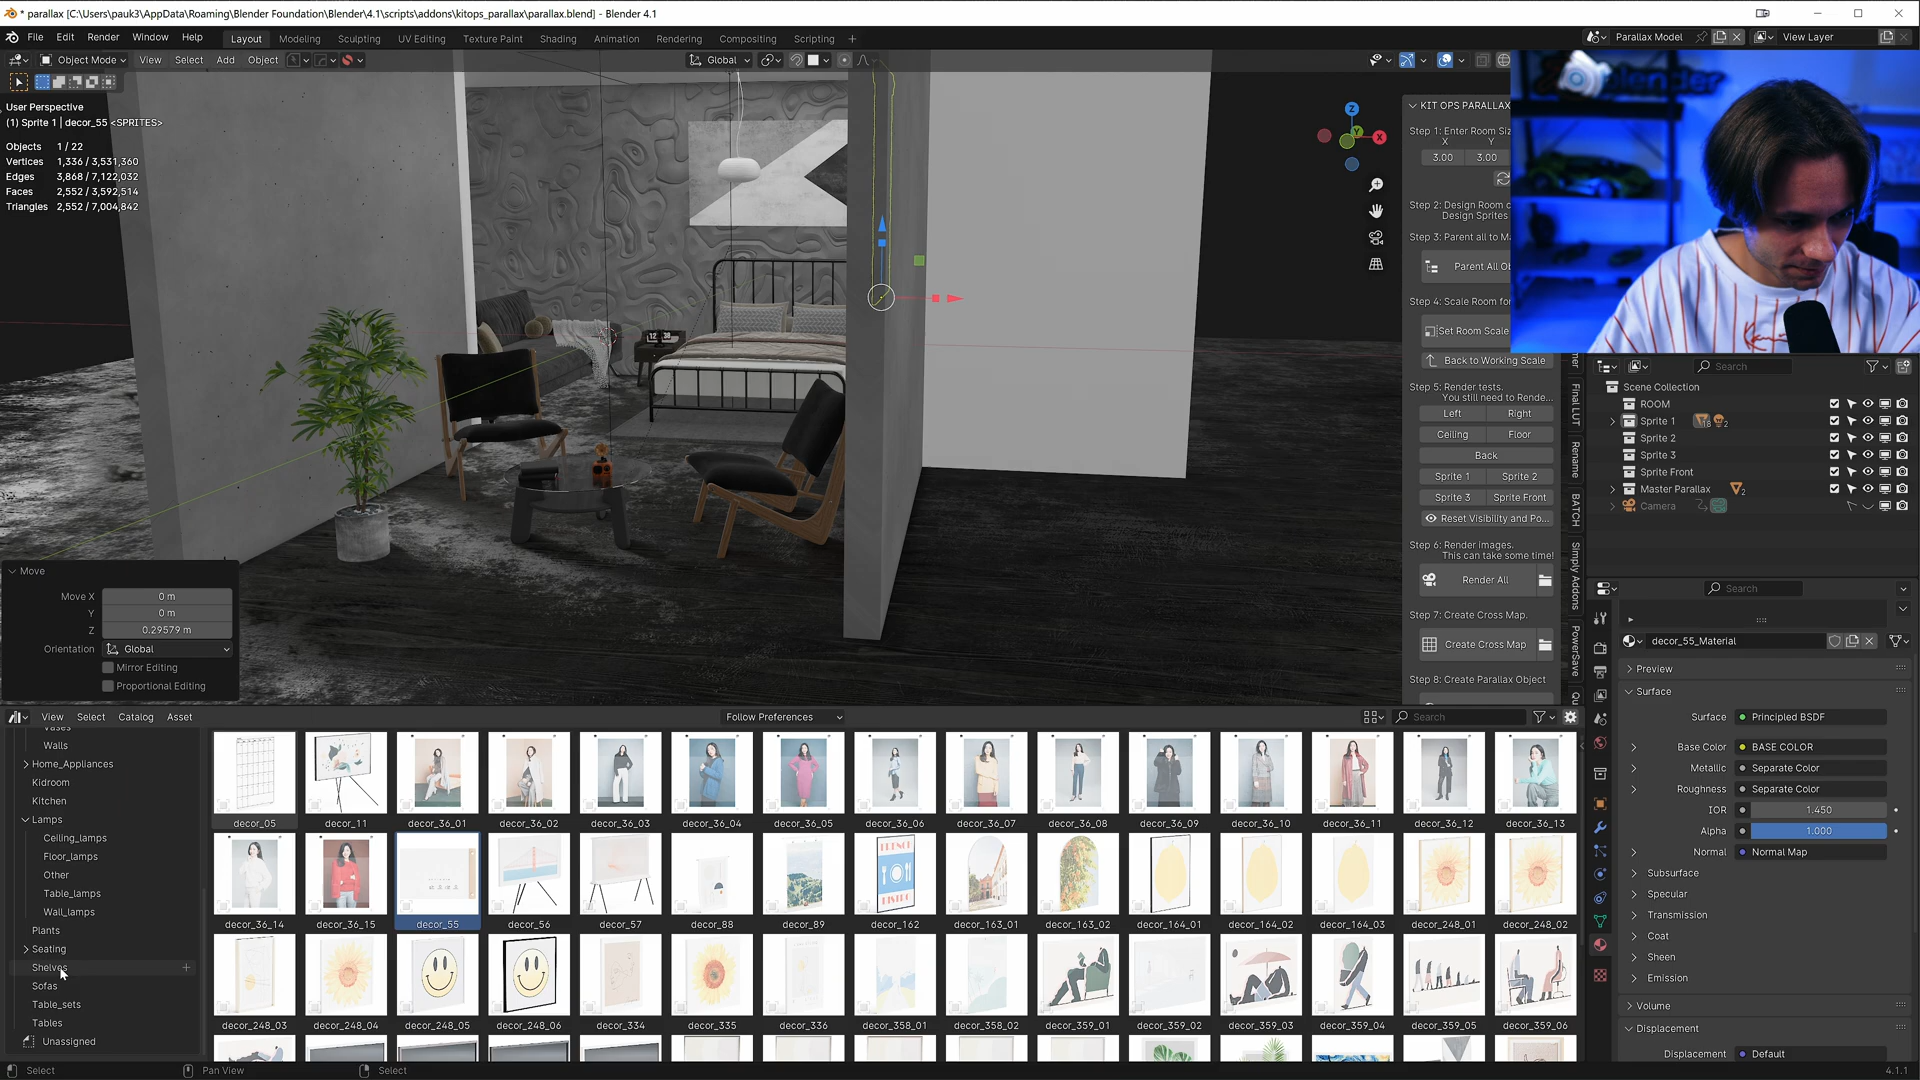 * parallax [C:\Users\pauk3\AppData\Roaming\Blender Foundation\Blender\4.1\scripts\addons\kitops_parallax\parallax.blend] - Blender 4.1
File Edit Render Window Help Layout Modeling Sculpting UV Editing Texture Paint Shading Animation Rendering Compositing Scripting + Parallax Model View Layer
Object Mode View Select Add Object Global
User Perspective
(1) Sprite 1 | decor_55 <SPRITES>
Objects 1 / 22
Vertices 1,336 / 3,531,360
Edges 3,868 / 7,122,032
Faces 2,552 / 3,592,514
Triangles 2,552 / 7,004,842
Z
Y
X
blender
KIT OPS PARALLAX
Step 1: Enter Room Siz
X Y
3.00 3.00
Step 2: Design Room o
Design Sprites
Step 3: Parent all to Ma
Parent All Ob
Step 4: Scale Room for
Set Room Scale
Back to Working Scale
Step 5: Render tests.
You still need to Rende...
Left Right
Ceiling Floor
Back
Sprite 1 Sprite 2
Sprite 3 Sprite Front
Reset Visibility and Po...
Step 6: Render images.
This can take some time!
Render All
Step 7: Create Cross Map.
Create Cross Map
Step 8: Create Parallax Object
Final LUT
Rename
BATCH
Simply Addons
PowerSave
Search
Scene Collection
ROOM
Sprite 1 18 2
Sprite 2
Sprite 3
Sprite Front
Master Parallax 2
Camera
Search
decor_55_Material
Preview
Surface
Surface Principled BSDF
Base Color BASE COLOR
Metallic Separate Color
Roughness Separate Color
IOR 1.450
Alpha 1.000
Normal Normal Map
Subsurface
Specular
Transmission
Coat
Sheen
Emission
Volume
Displacement
Displacement Default
Move
Move X 0 m
Y 0 m
Z 0.29579 m
Orientation Global
Mirror Editing
Proportional Editing
View Select Catalog Asset Follow Preferences Search
Vases
Walls
Home_Appliances
Kidroom
Kitchen
Lamps
Ceiling_lamps
Floor_lamps
Other
Table_lamps
Wall_lamps
Plants
Seating
Shelves +
Sofas
Table_sets
Tables
Unassigned
decor_05 decor_11 decor_36_01 decor_36_02 decor_36_03 decor_36_04 decor_36_05 decor_36_06 decor_36_07 decor_36_08 decor_36_09 decor_36_10 decor_36_11 decor_36_12 decor_36_13
decor_36_14 decor_36_15 decor_55 decor_56 decor_57 decor_88 decor_89 decor_162 decor_163_01 decor_163_02 decor_164_01 decor_164_02 decor_164_03 decor_248_01 decor_248_02
decor_248_03 decor_248_04 decor_248_05 decor_248_06 decor_334 decor_335 decor_336 decor_358_01 decor_358_02 decor_359_01 decor_359_02 decor_359_03 decor_359_04 decor_359_05 decor_359_06
Select Pan View Select 4.1.1